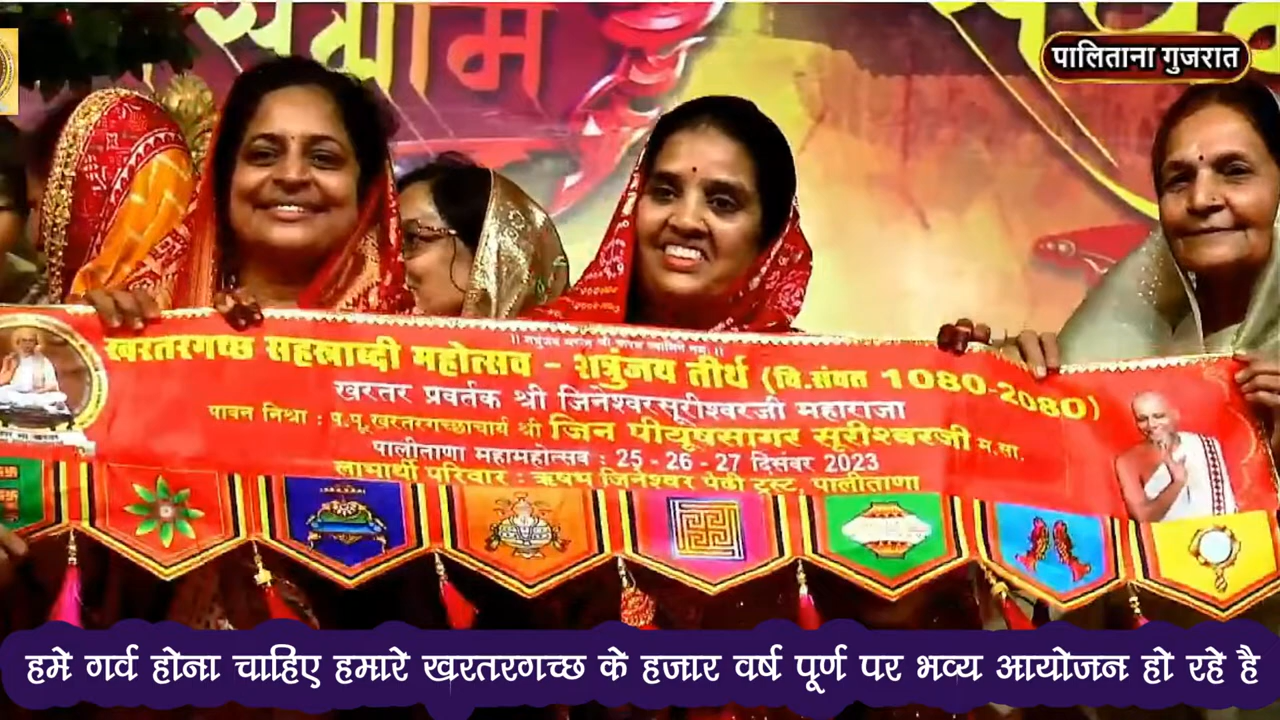 संग्राम
पालिताना गुजरात
खरतरगच्छ सहस्त्राब्दी महोत्सव - शत्रुंजय तीर्थ (वि.संवत 1080-2080)
खरतर प्रवर्तक श्री जिनेश्वरसूरीश्वरजी महाराजा
पावन निश्रा : प.पू.खरतरगच्छाचार्य श्री जिन पीयूषसागर सूरीश्वरजी म.सा.
पालीताणा महामहोत्सव : 25 - 26 - 27 दिसंबर 2023
लाभार्थी परिवार : ऋषभ जिनेश्वर पेढी ट्रस्ट, पालीताणा
हमे गर्व होना चाहिए हमारे खरतरगच्छ के हजार वर्ष पूर्ण पर भव्य आयोजन हो रहे है